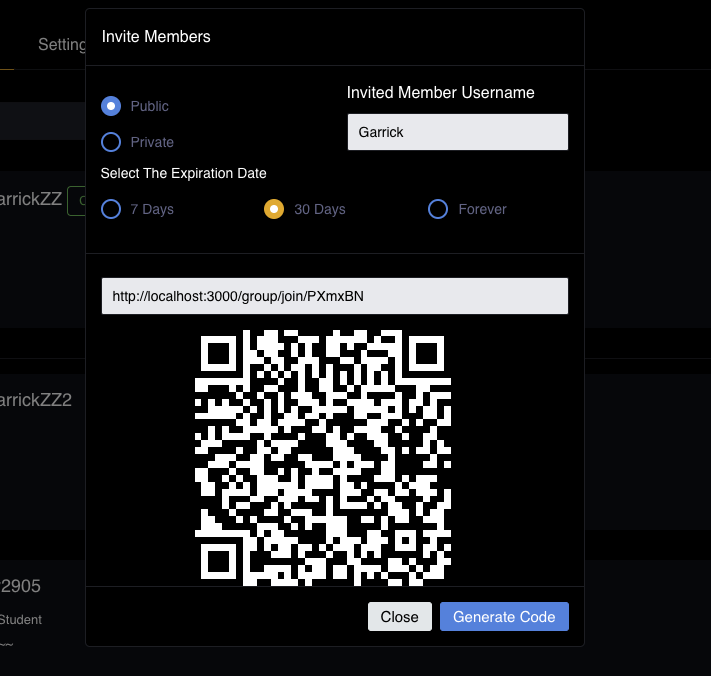 Invite Members
Setting
Public
Invited Member Username
Garrick
Private
Select The Expiration Date
7 Days
30 Days
Forever
arrickZZ
http://localhost:3000/group/join/PXmxBN
arrickZZ2
2905
Student
~~
Close
Generate Code